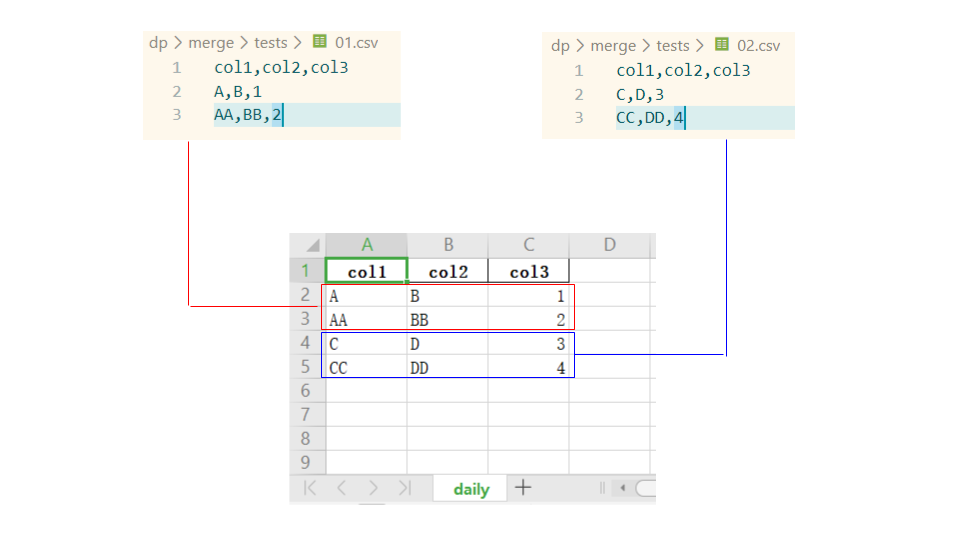 dp > merge > tests > 01.csv
1 col1,col2,col3
2 A,B,1
3 AA,BB,2
dp > merge > tests > 02.csv
1 col1,col2,col3
2 C,D,3
3 CC,DD,4
A B C D
1 col1 col2 col3
2 A B 1
3 AA BB 2
4 C D 3
5 CC DD 4
6
7
8
9
daily